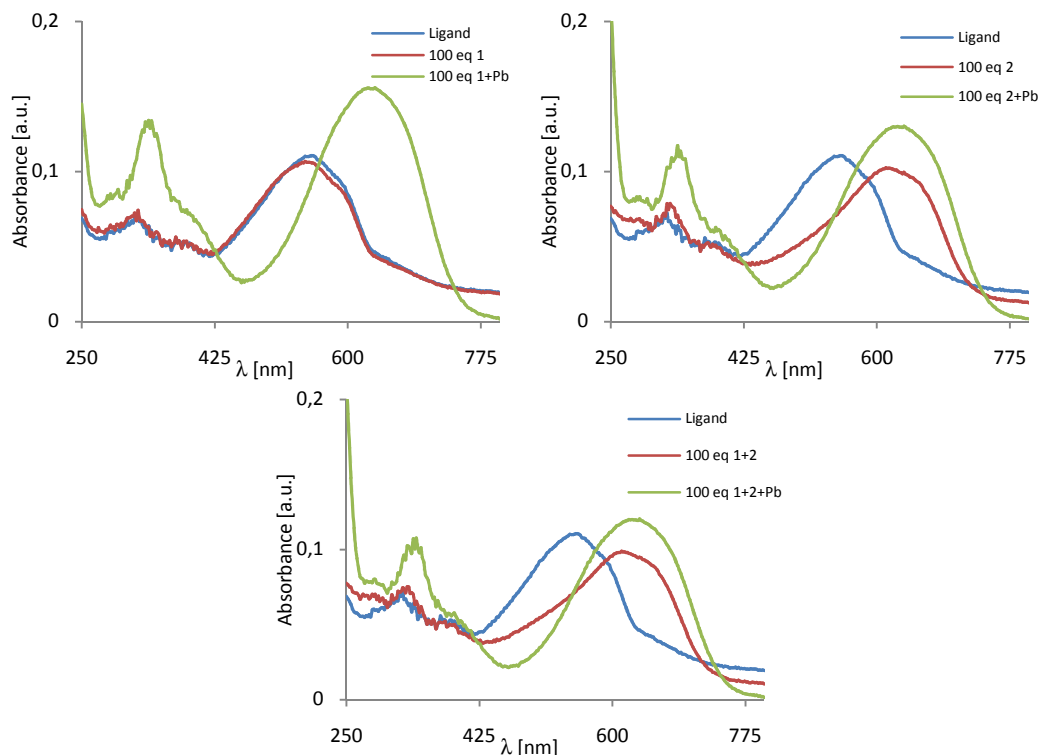 0,2
Ligand
100 eq 1
100 eq 1+Pb
Absorbance [a.u.]
0,1
0
250
425
600
775
λ [nm]
0,2
Ligand
100 eq 2
100 eq 2+Pb
Absorbance [a.u.]
0,1
0
250
425
600
775
λ [nm]
0,2
Ligand
100 eq 1+2
100 eq 1+2+Pb
Absorbance [a.u.]
0,1
0
250
425
600
775
λ [nm]